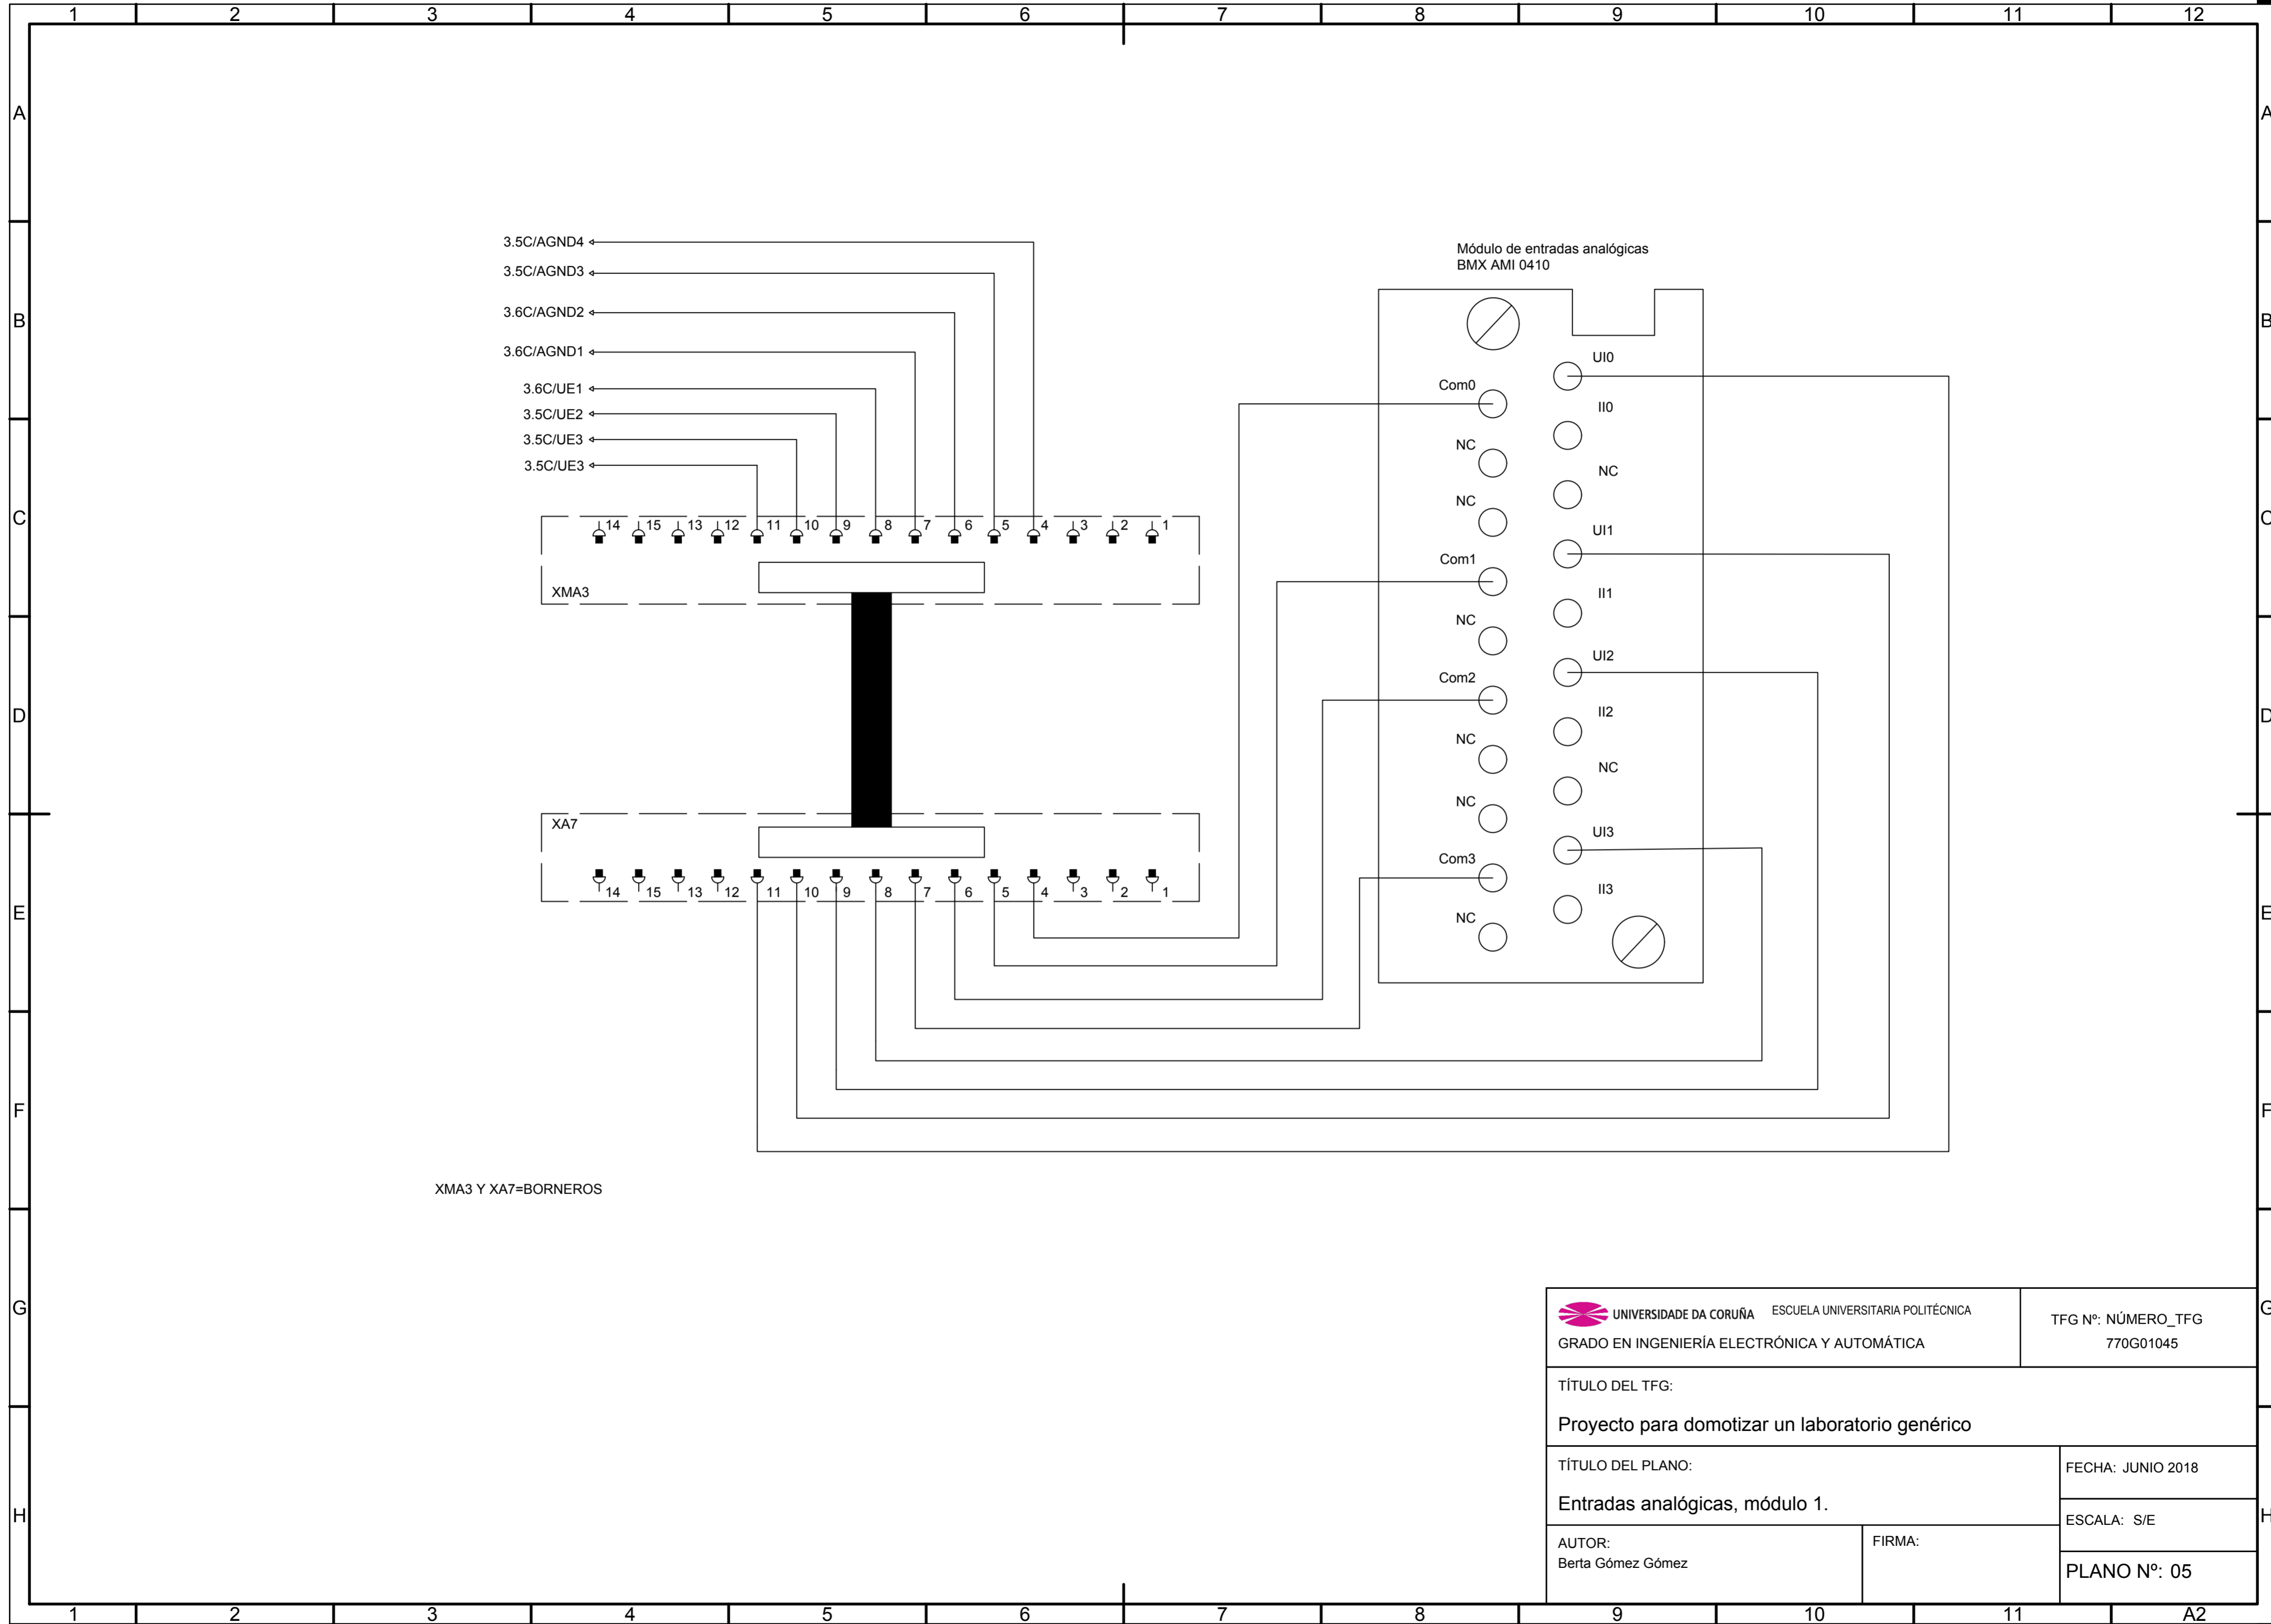 1 2 3 4 5 6 7 8 9 10 11 12
A A
B B
C C
D D
E E
F F
G G
H H
3.5C/AGND4
3.5C/AGND3
3.6C/AGND2
3.6C/AGND1
3.6C/UE1
3.5C/UE2
3.5C/UE3
3.5C/UE3
14 15 13 12 11 10 9 8 7 6 5 4 3 2 1
XMA3
XA7
14 15 13 12 11 10 9 8 7 6 5 4 3 2 1
XMA3 Y XA7=BORNEROS
Módulo de entradas analógicas
BMX AMI 0410
UI0
Com0
II0
NC
NC
NC
UI1
Com1
II1
NC
UI2
Com2
II2
NC
NC
NC
UI3
Com3
II3
NC
UNIVERSIDADE DA CORUÑA ESCUELA UNIVERSITARIA POLITÉCNICA
GRADO EN INGENIERÍA ELECTRÓNICA Y AUTOMÁTICA
TFG Nº: NÚMERO_TFG
770G01045
TÍTULO DEL TFG:
Proyecto para domotizar un laboratorio genérico
TÍTULO DEL PLANO:
Entradas analógicas, módulo 1.
FECHA: JUNIO 2018
ESCALA: S/E
AUTOR:
Berta Gómez Gómez
FIRMA:
PLANO Nº: 05
1 2 3 4 5 6 7 8 9 10 11 A2